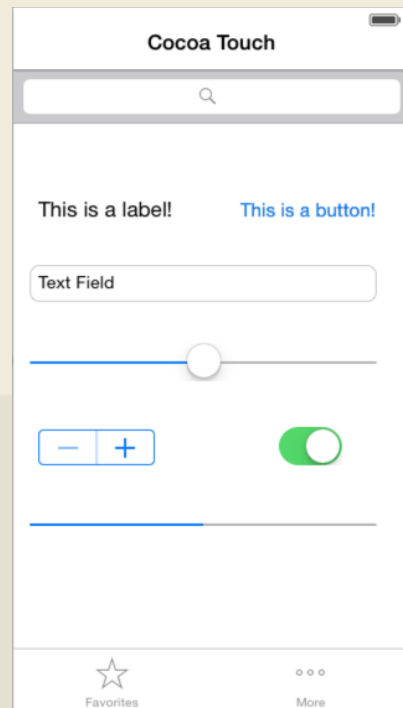 Cocoa Touch
This is a label!
This is a button!
Text Field
Favorites
More